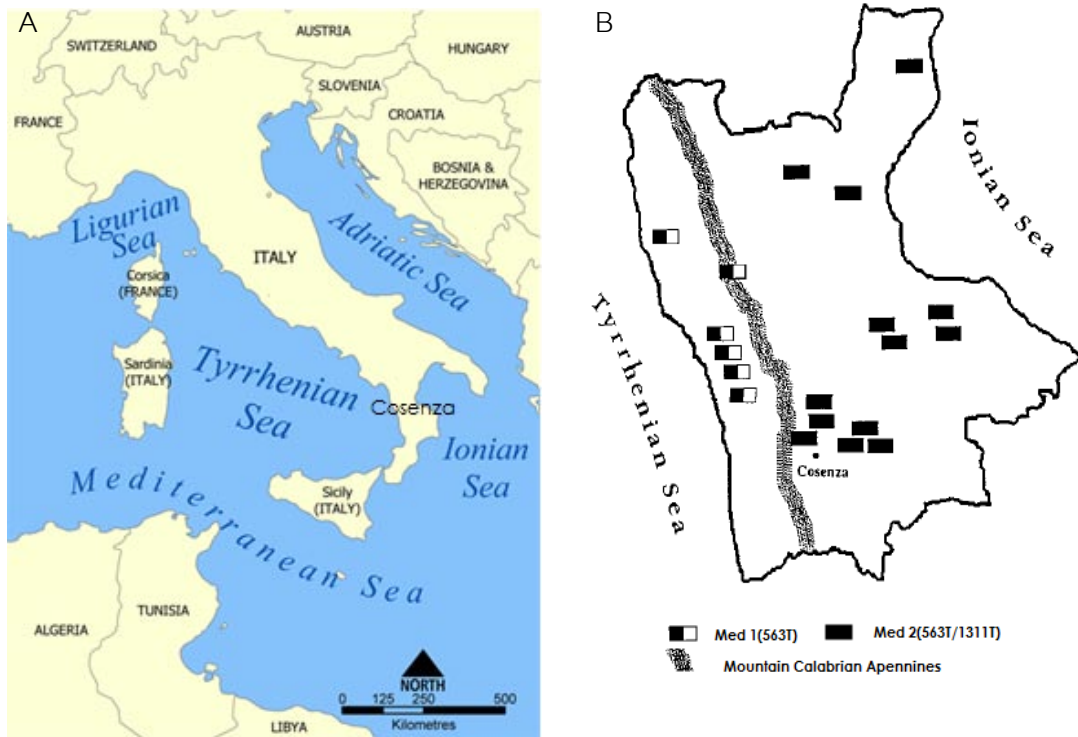 A
SWITZERLAND
AUSTRIA
HUNGARY
SLOVENIA
CROATIA
FRANCE
BOSNIA &
HERZEGOVINA
Ligurian
Sea
Adriatic Sea
ITALY
Corsica
(FRANCE)
Sardinia
(ITALY)
Tyrrhenian
Sea
Cosenza
Ionian
Sea
Mediterranean Sea
Sicily
(ITALY)
TUNISIA
ALGERIA
LIBYA
NORTH
0 125 250 500
Kilometres
B
Ionian Sea
Tyrrhenian Sea
Cosenza
Med 1(563T)
Med 2(563T/1311T)
Mountain Calabrian Apennines